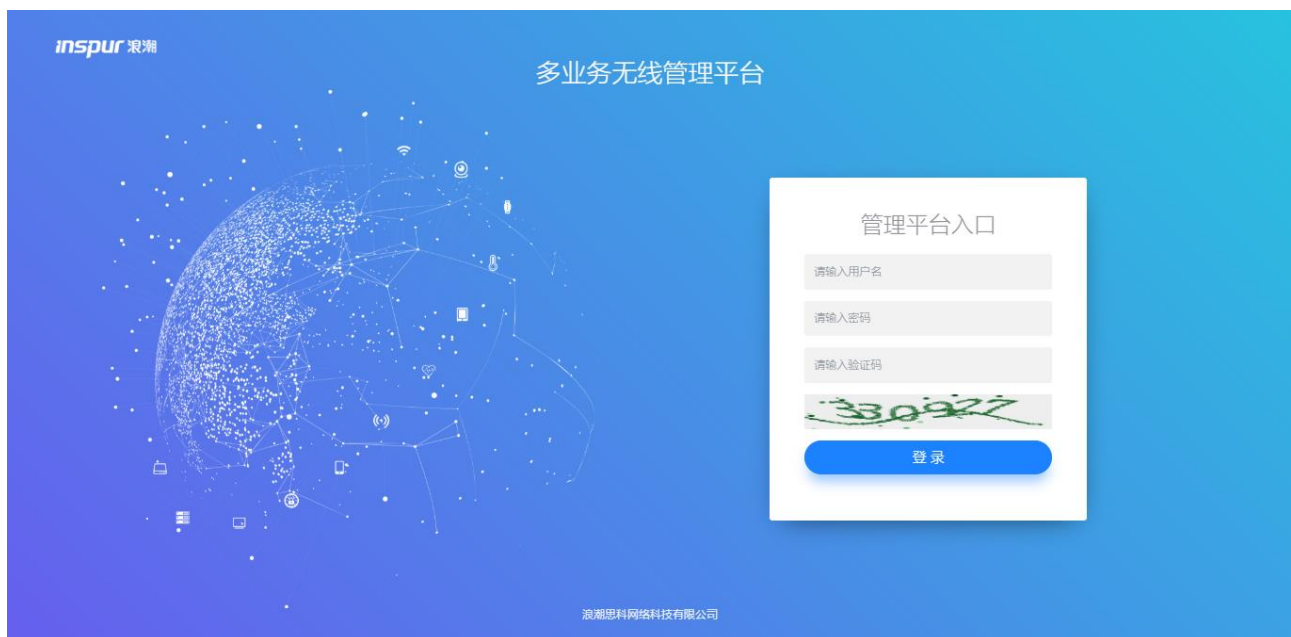 inspur 浪潮
多业务无线管理平台
管理平台入口
请输入用户名
请输入密码
请输入验证码
330927
登 录
浪潮思科网络科技有限公司